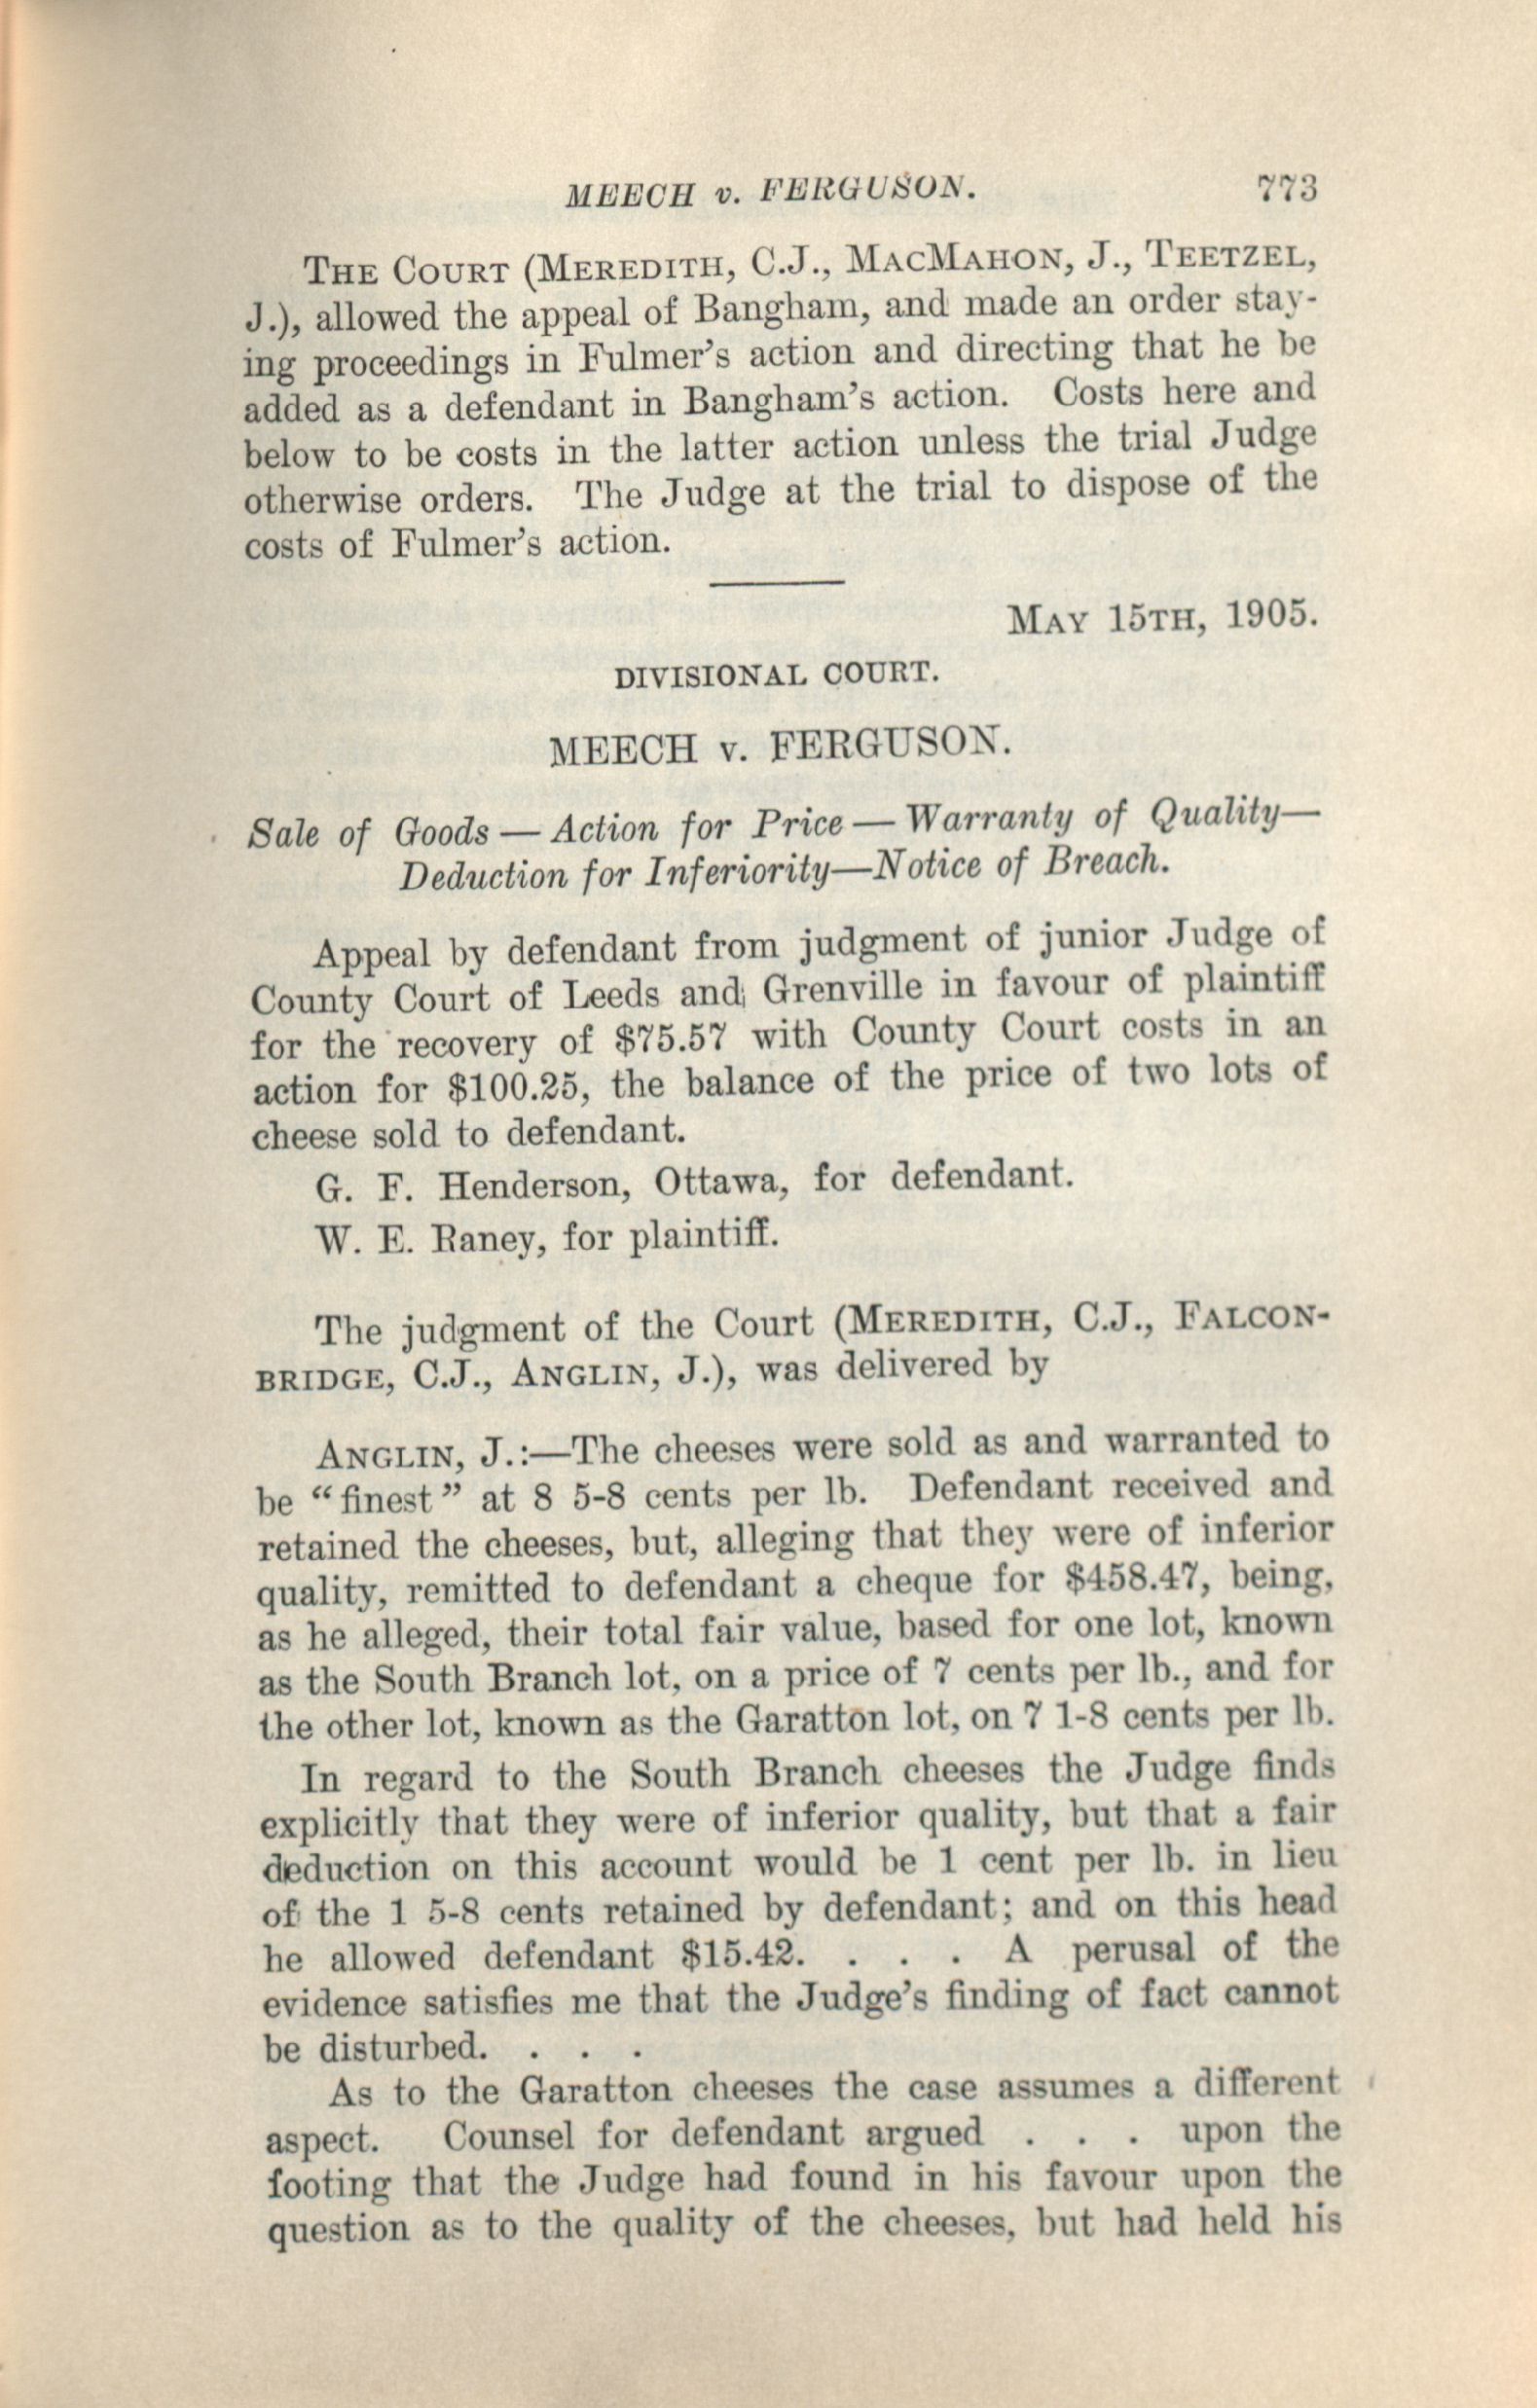 MEECH v. FERGUSON. 773
THE COURT (MEREDITH, C.J., MACMAHON, J., TEETZEL,
J.), allowed the appeal of Bangham, and made an order stay-
ing proceedings in Fulmer's action and directing that he be
added as a defendant in Bangham's action. Costs here and
below to be costs in the latter action unless the trial Judge
otherwise orders. The Judge at the trial to dispose of the
costs of Fulmer's action.
MAY 15TH, 1905.
DIVISIONAL COURT.
MEECH v. FERGUSON.
Sale of Goods — Action for Price — Warranty of Quality—
Deduction for Inferiority—Notice of Breach.
Appeal by defendant from judgment of junior Judge of
County Court of Leeds and Grenville in favour of plaintiff
for the recovery of $75.57 with County Court costs in an
action for $100.25, the balance of the price of two lots of
cheese sold to defendant.
G. F. Henderson, Ottawa, for defendant.
W. E. Raney, for plaintiff.
The judgment of the Court (MEREDITH, C.J., FALCON-
BRIDGE, C.J., ANGLIN, J.), was delivered by
ANGLIN, J.:—The cheeses were sold as and warranted to
be "finest" at 8 5-8 cents per lb. Defendant received and
retained the cheeses, but, alleging that they were of inferior
quality, remitted to defendant a cheque for $458.47, being,
as he alleged, their total fair value, based for one lot, known
as the South Branch lot, on a price of 7 cents per lb., and for
the other lot, known as the Garatton lot, on 7 1-8 cents per lb.
In regard to the South Branch cheeses the Judge finds
explicitly that they were of inferior quality, but that a fair
deduction on this account would be 1 cent per lb. in lieu
of the 1 5-8 cents retained by defendant; and on this head
he allowed defendant $15.42. . . . A perusal of the
evidence satisfies me that the Judge's finding of fact cannot
be disturbed. . . .
As to the Garatton cheeses the case assumes a different
aspect. Counsel for defendant argued . . . upon the
footing that the Judge had found in his favour upon the
question as to the quality of the cheeses, but had held his